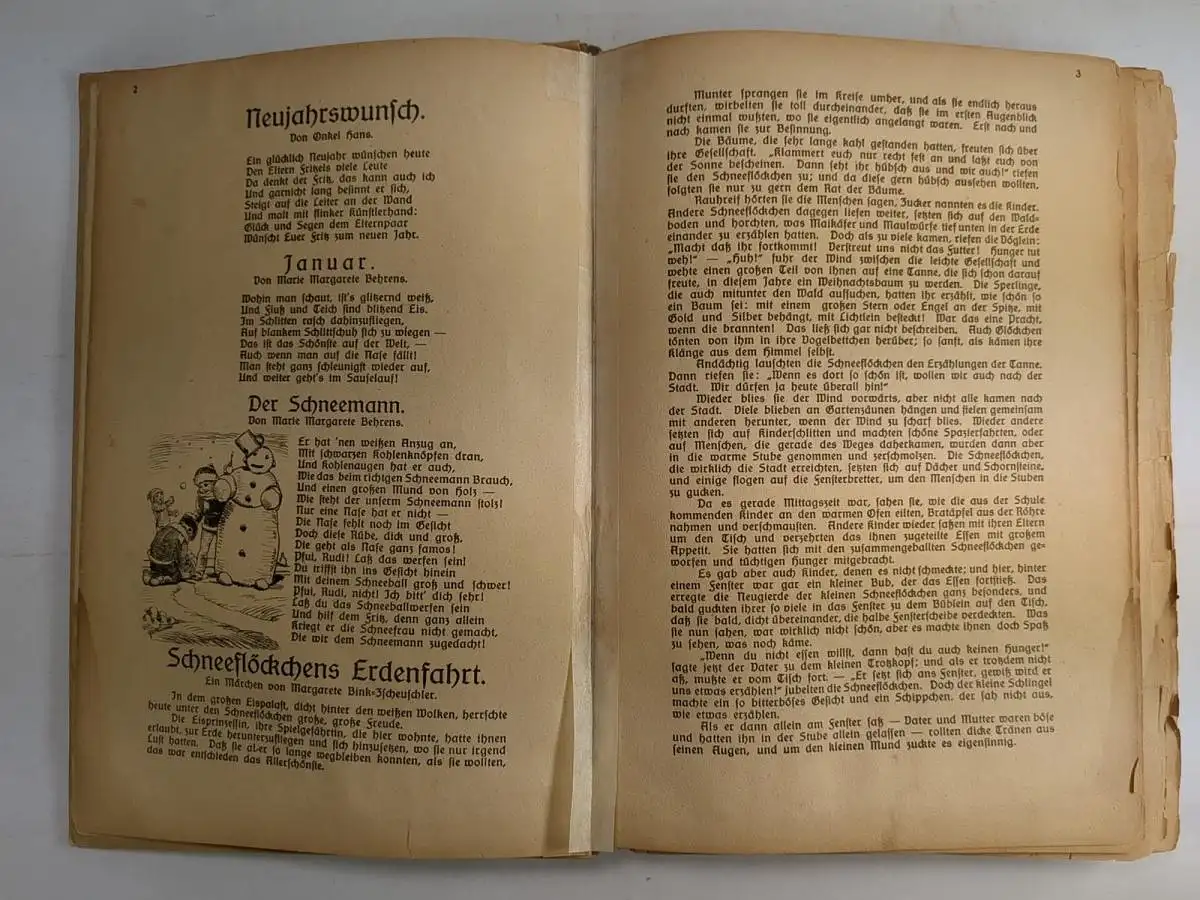 2
Neujahrswunsch.
Von Onkel Hans.
Ein glücklich Neujahr wünschen heute
Den Eltern Fritzels viele Leute
Da denkt der Fritz, das kann auch ich
Und garnicht lang besinnt er sich,
Steigt auf die Leiter an der Wand
Und malt mit flinker Künstlerhand:
Glück und Segen dem Elternpaar
Wünscht Euer Fritz zum neuen Jahr.
Januar.
Von Marie Margarete Behrens.
Wohin man schaut, ist's glitzernd weiß,
Und Fluß und Teich sind blitzend Eis.
Im Schlitten rasch dahinzufliegen,
Auf blankem Schlittschuh sich zu wiegen —
Das ist das Schönste auf der Welt, —
Auch wenn man auf die Nase fällt!
Man steht ganz schleunigst wieder auf,
Und weiter geht's im Sauselauf!
Der Schneemann.
Von Marie Margarete Behrens.
Er hat 'nen weißen Anzug an,
Mit schwarzen Kohlenknöpfen dran,
Und Kohlenaugen hat er auch,
Wie das beim richtigen Schneemann Brauch,
Und einen großen Mund von Holz —
Wie steht der unserm Schneemann stolz!
Nur eine Nase hat er nicht —
Die Nase fehlt noch im Gesicht
Doch diese Rübe, dick und groß,
Die geht als Nase ganz famos!
Pfui, Rudi! Laß das werfen sein!
Du triffst ihn ins Gesicht hinein
Mit deinem Schneeball groß und schwer!
Pfui, Rudi, nicht! Ich bitt' dich sehr!
Laß du das Schneeballwerfen sein
Und hilf dem Fritz, denn ganz allein
Kriegt er die Schneefrau nicht gemacht,
Die wir dem Schneemann zugedacht!
Schneeflöckchens Erdenfahrt.
Ein Märchen von Margarete Bink-Zscheuschler.
In dem großen Eispalast, dicht hinter den weißen Wolken, herrschte
heute unter den Schneeflöckchen große, große Freude.
Die Eisprinzessin, ihre Spielgefährtin, die hier wohnte, hatte ihnen
erlaubt, zur Erde herunterzufliegen und sich hinzusetzen, wo sie nur irgend
Lust hatten. Daß sie aber so lange wegbleiben konnten, als sie wollten,
das war entschieden das Allerschönste.
3
Munter sprangen sie im Kreise umher, und als sie endlich heraus
durften, wirbelten sie toll durcheinander, daß sie im ersten Augenblick
nicht einmal wußten, wo sie eigentlich angelangt waren. Erst nach und
nach kamen sie zur Besinnung.
Die Bäume, die sehr lange kahl gestanden hatten, freuten sich über
ihre Gesellschaft. „Klammert euch nur recht fest an und laßt euch von
der Sonne bescheinen. Dann seht ihr hübsch aus und wir auch!“ riefen
sie den Schneeflöckchen zu; und da diese gern hübsch aussehen wollten,
folgten sie nur zu gern dem Rat der Bäume.
Rauhreif hörten sie die Menschen sagen, Zucker nannten es die Kinder.
Andere Schneeflöckchen dagegen liefen weiter, setzten sich auf den Wald-
boden und horchten, was Maikäfer und Maulwürfe tief unten in der Erde
einander zu erzählen hatten. Doch als zu viele kamen, riefen die Vöglein:
„Macht daß ihr fortkommt! Verstreut uns nicht das Futter! Hunger tut
weh!“ — „Huh!“ fuhr der Wind zwischen die leichte Gesellschaft und
wehte einen großen Teil von ihnen auf eine Tanne, die sich schon darauf
freute, in diesem Jahre ein Weihnachtsbaum zu werden. Die Sperlinge,
die auch mitunter den Wald aufsuchen, hatten ihr erzählt, wie schön so
ein Baum sei: mit einem großen Stern oder Engel an der Spitze, mit
Gold und Silber behängt, mit Lichtlein besteckt! War das eine Pracht,
wenn die brannten! Das ließ sich gar nicht beschreiben. Auch Glöckchen
tönten von ihm in ihre Vogelbettchen herüber; so sanft, als kämen ihre
Klänge aus dem Himmel selbst.
Andächtig lauschten die Schneeflöckchen den Erzählungen der Tanne.
Dann riefen sie: „Wenn es dort so schön ist, wollen wir auch nach der
Stadt. Wir dürfen ja heute überall hin!“
Wieder blies sie der Wind vorwärts, aber nicht alle kamen nach
der Stadt. Viele blieben an Gartenzäunen hängen und fielen gemeinsam
mit anderen herunter, wenn der Wind zu scharf blies. Wieder andere
setzten sich auf Kinderschlitten und machten schöne Spazierfahrten, oder
auf Menschen, die gerade des Weges daherkamen, wurden dann aber
in die warme Stube genommen und zerschmolzen. Die Schneeflöckchen,
die wirklich die Stadt erreichten, setzten sich auf Dächer und Schornsteine,
und einige flogen auf die Fensterbretter, um den Menschen in die Stuben
zu gucken.
Da es gerade Mittagszeit war, sahen sie, wie die aus der Schule
kommenden Kinder an den warmen Ofen eilten, Bratäpfel aus der Röhre
nahmen und verschmausten. Andere Kinder wieder saßen mit ihren Eltern
um den Tisch und verzehrten das ihnen zugeteilte Essen mit großem
Appetit. Sie hatten sich mit den zusammengeballten Schneeflöckchen ge-
worfen und tüchtigen Hunger mitgebracht.
Es gab aber auch Kinder, denen es nicht schmeckte; und hier, hinter
einem Fenster war gar ein kleiner Bub, der das Essen fortstieß. Das
erregte die Neugierde der kleinen Schneeflöckchen ganz besonders, und
bald guckten ihrer so viele in das Fenster zu dem Büblein auf den Tisch,
daß sie bald, dicht übereinander, die halbe Fensterscheibe verdeckten. Was
sie nun sahen, war wirklich nicht schön, aber es machte ihnen doch Spaß
zu sehen, was noch käme.
„Wenn du nicht essen willst, dann hast du auch keinen Hunger!“
sagte jetzt der Vater zu dem kleinen Trotzkopf; und als er trotzdem nicht
aß, mußte er vom Tisch fort. — „Er setzt sich ans Fenster, gewiß wird er
uns etwas erzählen!“ jubelten die Schneeflöckchen. Doch der kleine Schlingel
machte ein so bitterböses Gesicht und ein Schippchen, der sah nicht aus,
wie etwas erzählen.
Als er dann allein am Fenster saß — Vater und Mutter waren böse
und hatten ihn in der Stube allein gelassen — rollten dicke Tränen aus
seinen Augen, und um den kleinen Mund zuckte es eigensinnig.